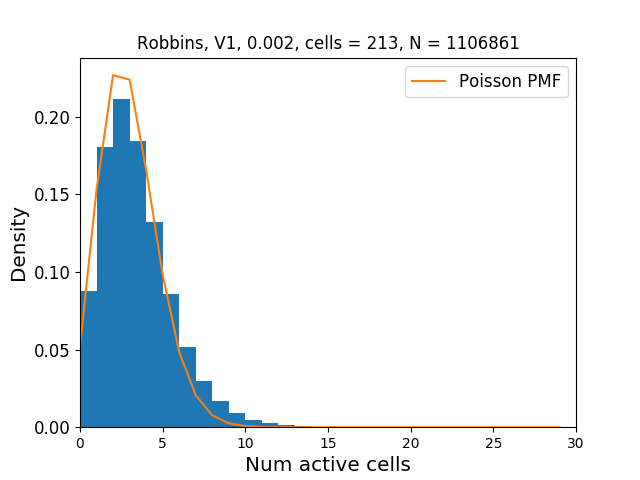 Robbins, V1, 0.002, cells = 213, N = 1106861
Poisson PMF
0.20
0.15
0.10
0.05
0.00
Density
0 5 10 15 20 25 30
Num active cells